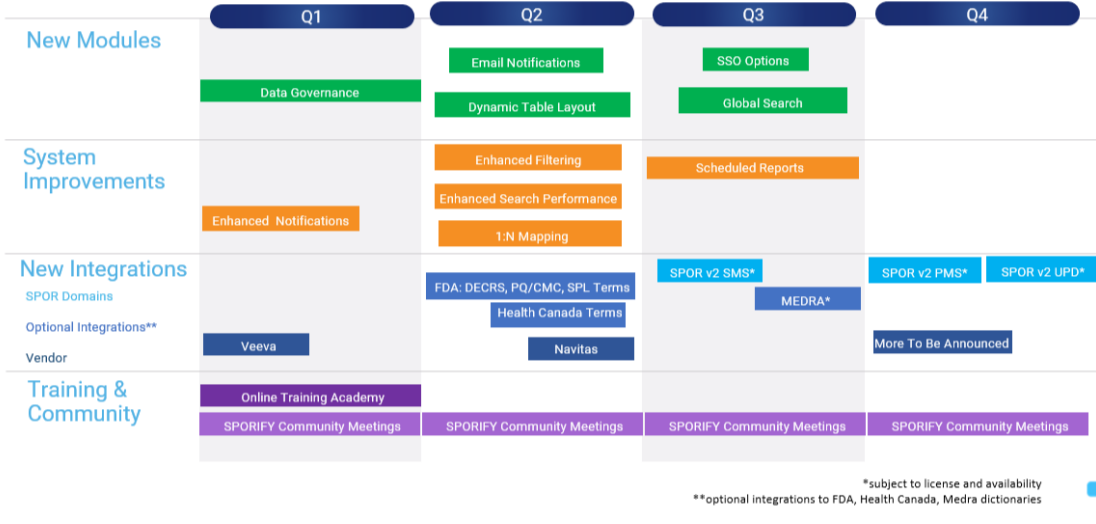 Q1
Q2
Q3
Q4
New Modules
Email Notifications
SSO Options
Data Governance
Dynamic Table Layout
Global Search
System
Improvements
Enhanced Filtering
Scheduled Reports
Enhanced Search Performance
Enhanced Notifications
1:N Mapping
New Integrations
SPOR Domains
Optional Integrations**
Vendor
SPOR v2 SMS*
SPOR v2 PMS*
SPOR v2 UPD*
FDA: DECRS, PQ/CMC, SPL Terms
MEDRA*
Health Canada Terms
Veeva
Navitas
More To Be Announced
Training &
Community
Online Training Academy
SPORIFY Community Meetings
SPORIFY Community Meetings
SPORIFY Community Meetings
SPORIFY Community Meetings
*subject to license and availability
**optional integrations to FDA, Health Canada, Medra dictionaries